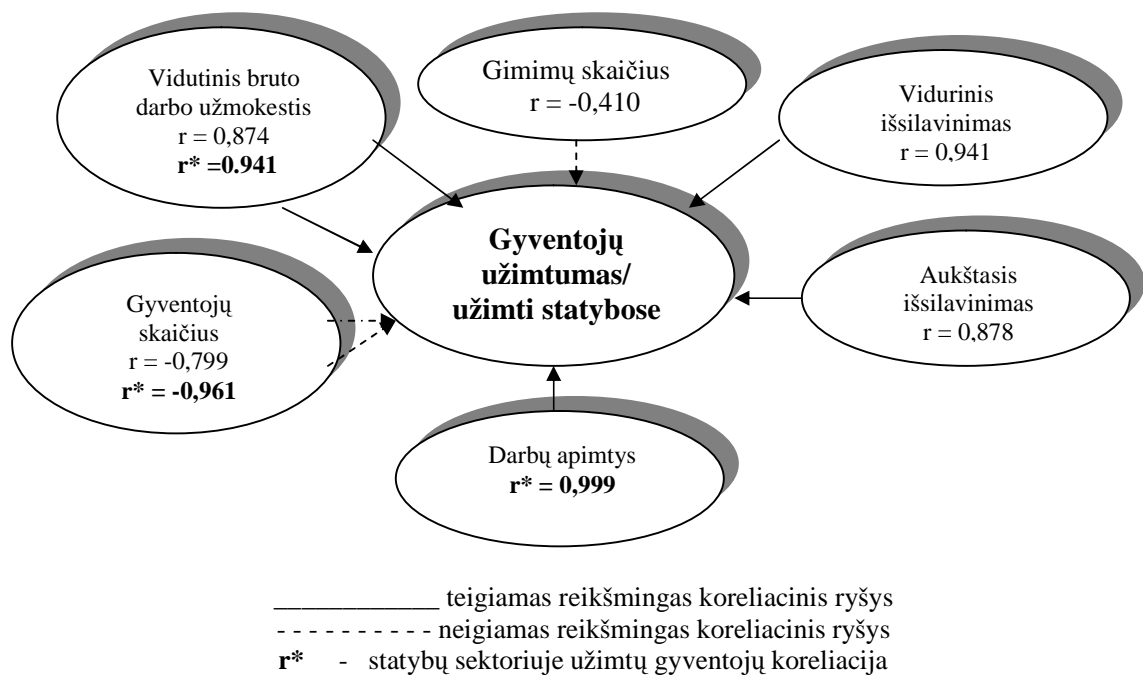 Vidutinis bruto
darbo užmokestis
r = 0,874
r* =0.941
Gimimų skaičius
r = -0,410
Vidurinis
išsilavinimas
r = 0,941
Gyventojų
užimtumas/
užimti statybose
Gyventojų
skaičius
r = -0,799
r* = -0,961
Aukštasis
išsilavinimas
r = 0,878
Darbų apimtys
r* = 0,999
____________ teigiamas reikšmingas koreliacinis ryšys
- - - - - - - - - - neigiamas reikšmingas koreliacinis ryšys
r* - statybų sektoriuje užimtų gyventojų koreliacija